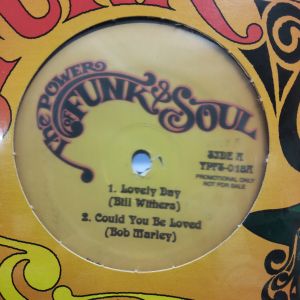 The POWER
OF FUNK & SOUL
SIDE A
YPFS-018A
PROMOTIONAL ONLY
NOT FOR SALE
1. Lovely Day
(Bill Withers)
2. Could You Be Loved
(Bob Marley)